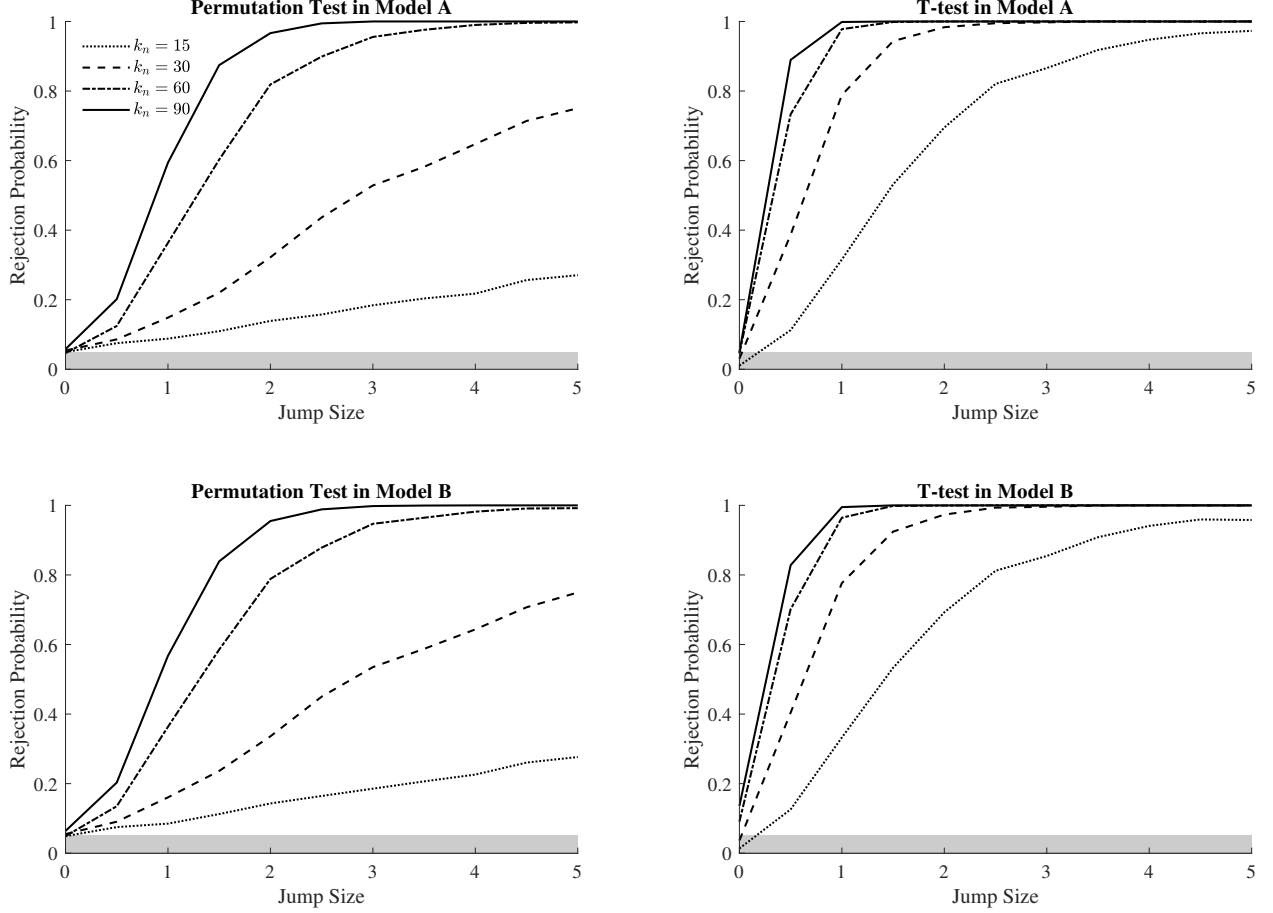 Permutation Test in Model A
1
0.8
0.6
0.4
0.2
0
Rejection Probability
k_n = 15
k_n = 30
k_n = 60
k_n = 90
0 1 2 3 4 5
Jump Size
T-test in Model A
1
0.8
0.6
0.4
0.2
0
Rejection Probability
0 1 2 3 4 5
Jump Size
Permutation Test in Model B
1
0.8
0.6
0.4
0.2
0
Rejection Probability
0 1 2 3 4 5
Jump Size
T-test in Model B
1
0.8
0.6
0.4
0.2
0
Rejection Probability
0 1 2 3 4 5
Jump Size